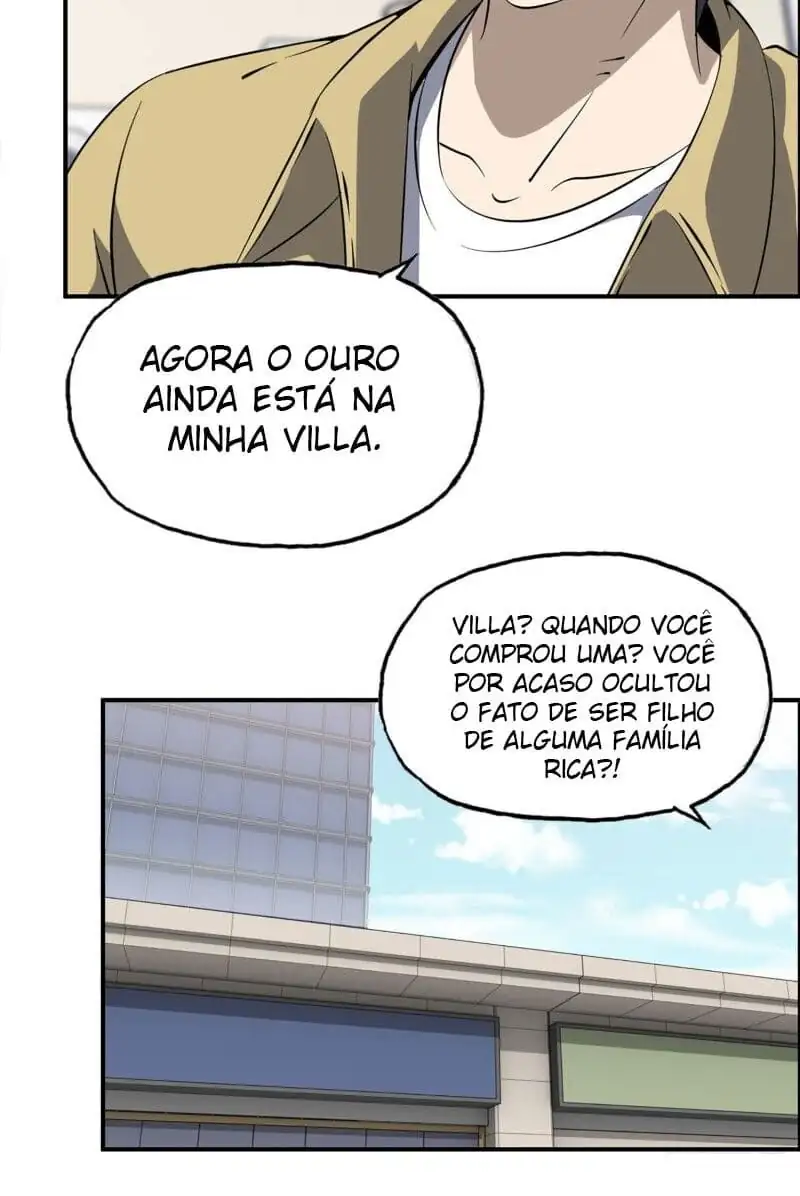 AGORA O OURO
AINDA ESTÁ NA
MINHA VILLA.
VILLA? QUANDO VOCÊ
COMPROU UMA? VOCÊ
POR ACASO OCULTOU
O FATO DE SER FILHO
DE ALGUMA FAMÍLIA
RICA?!